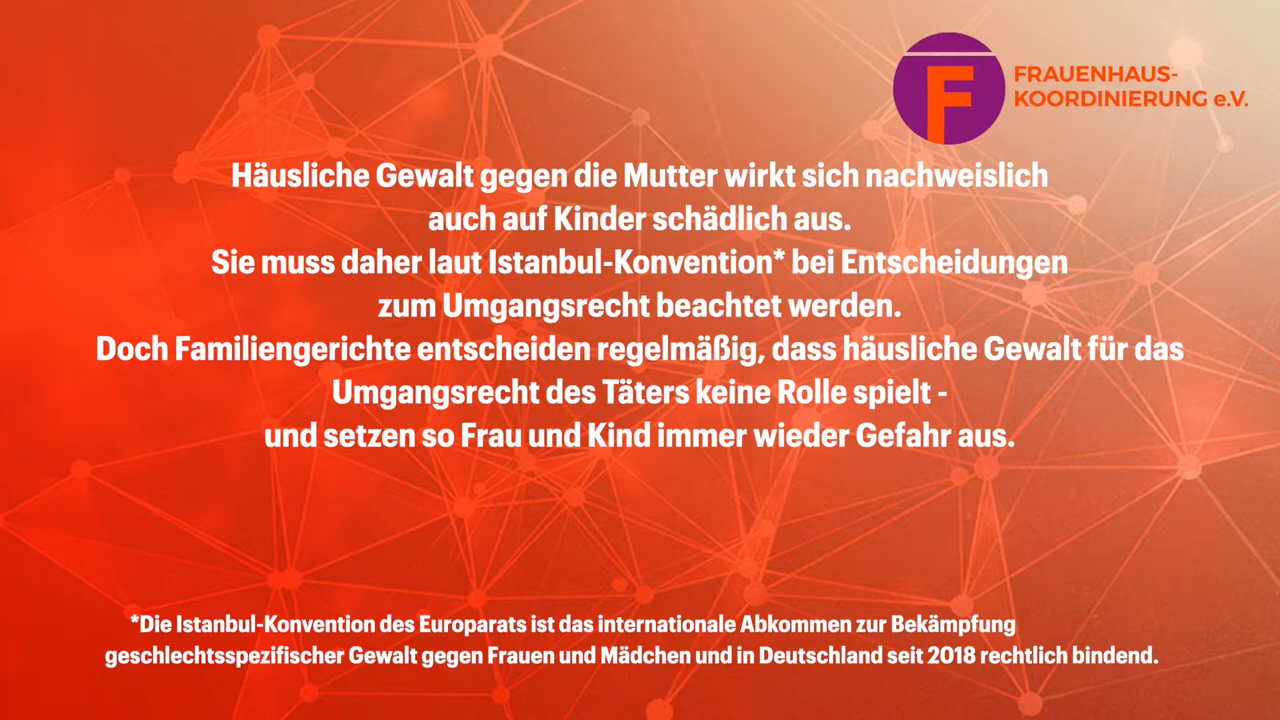 F
FRAUENHAUS-
KOORDINIERUNG e.V.
Häusliche Gewalt gegen die Mutter wirkt sich nachweislich
auch auf Kinder schädlich aus.
Sie muss daher laut Istanbul-Konvention* bei Entscheidungen
zum Umgangsrecht beachtet werden.
Doch Familiengerichte entscheiden regelmäßig, dass häusliche Gewalt für das
Umgangsrecht des Täters keine Rolle spielt -
und setzen so Frau und Kind immer wieder Gefahr aus.
*Die Istanbul-Konvention des Europarats ist das internationale Abkommen zur Bekämpfung
geschlechtsspezifischer Gewalt gegen Frauen und Mädchen und in Deutschland seit 2018 rechtlich bindend.